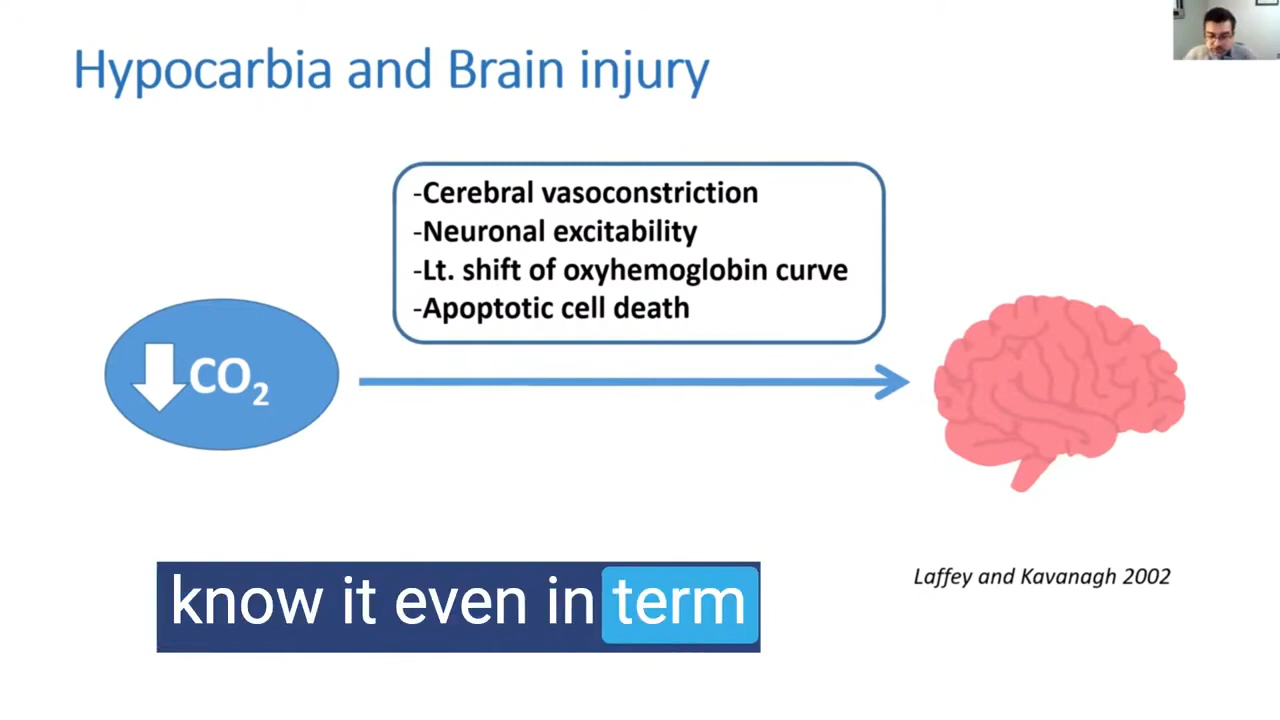 Hypocarbia and Brain injury
-Cerebral vasoconstriction
-Neuronal excitability
-Lt. shift of oxyhemoglobin curve
-Apoptotic cell death
CO₂
Laffey and Kavanagh 2002
know it even in term